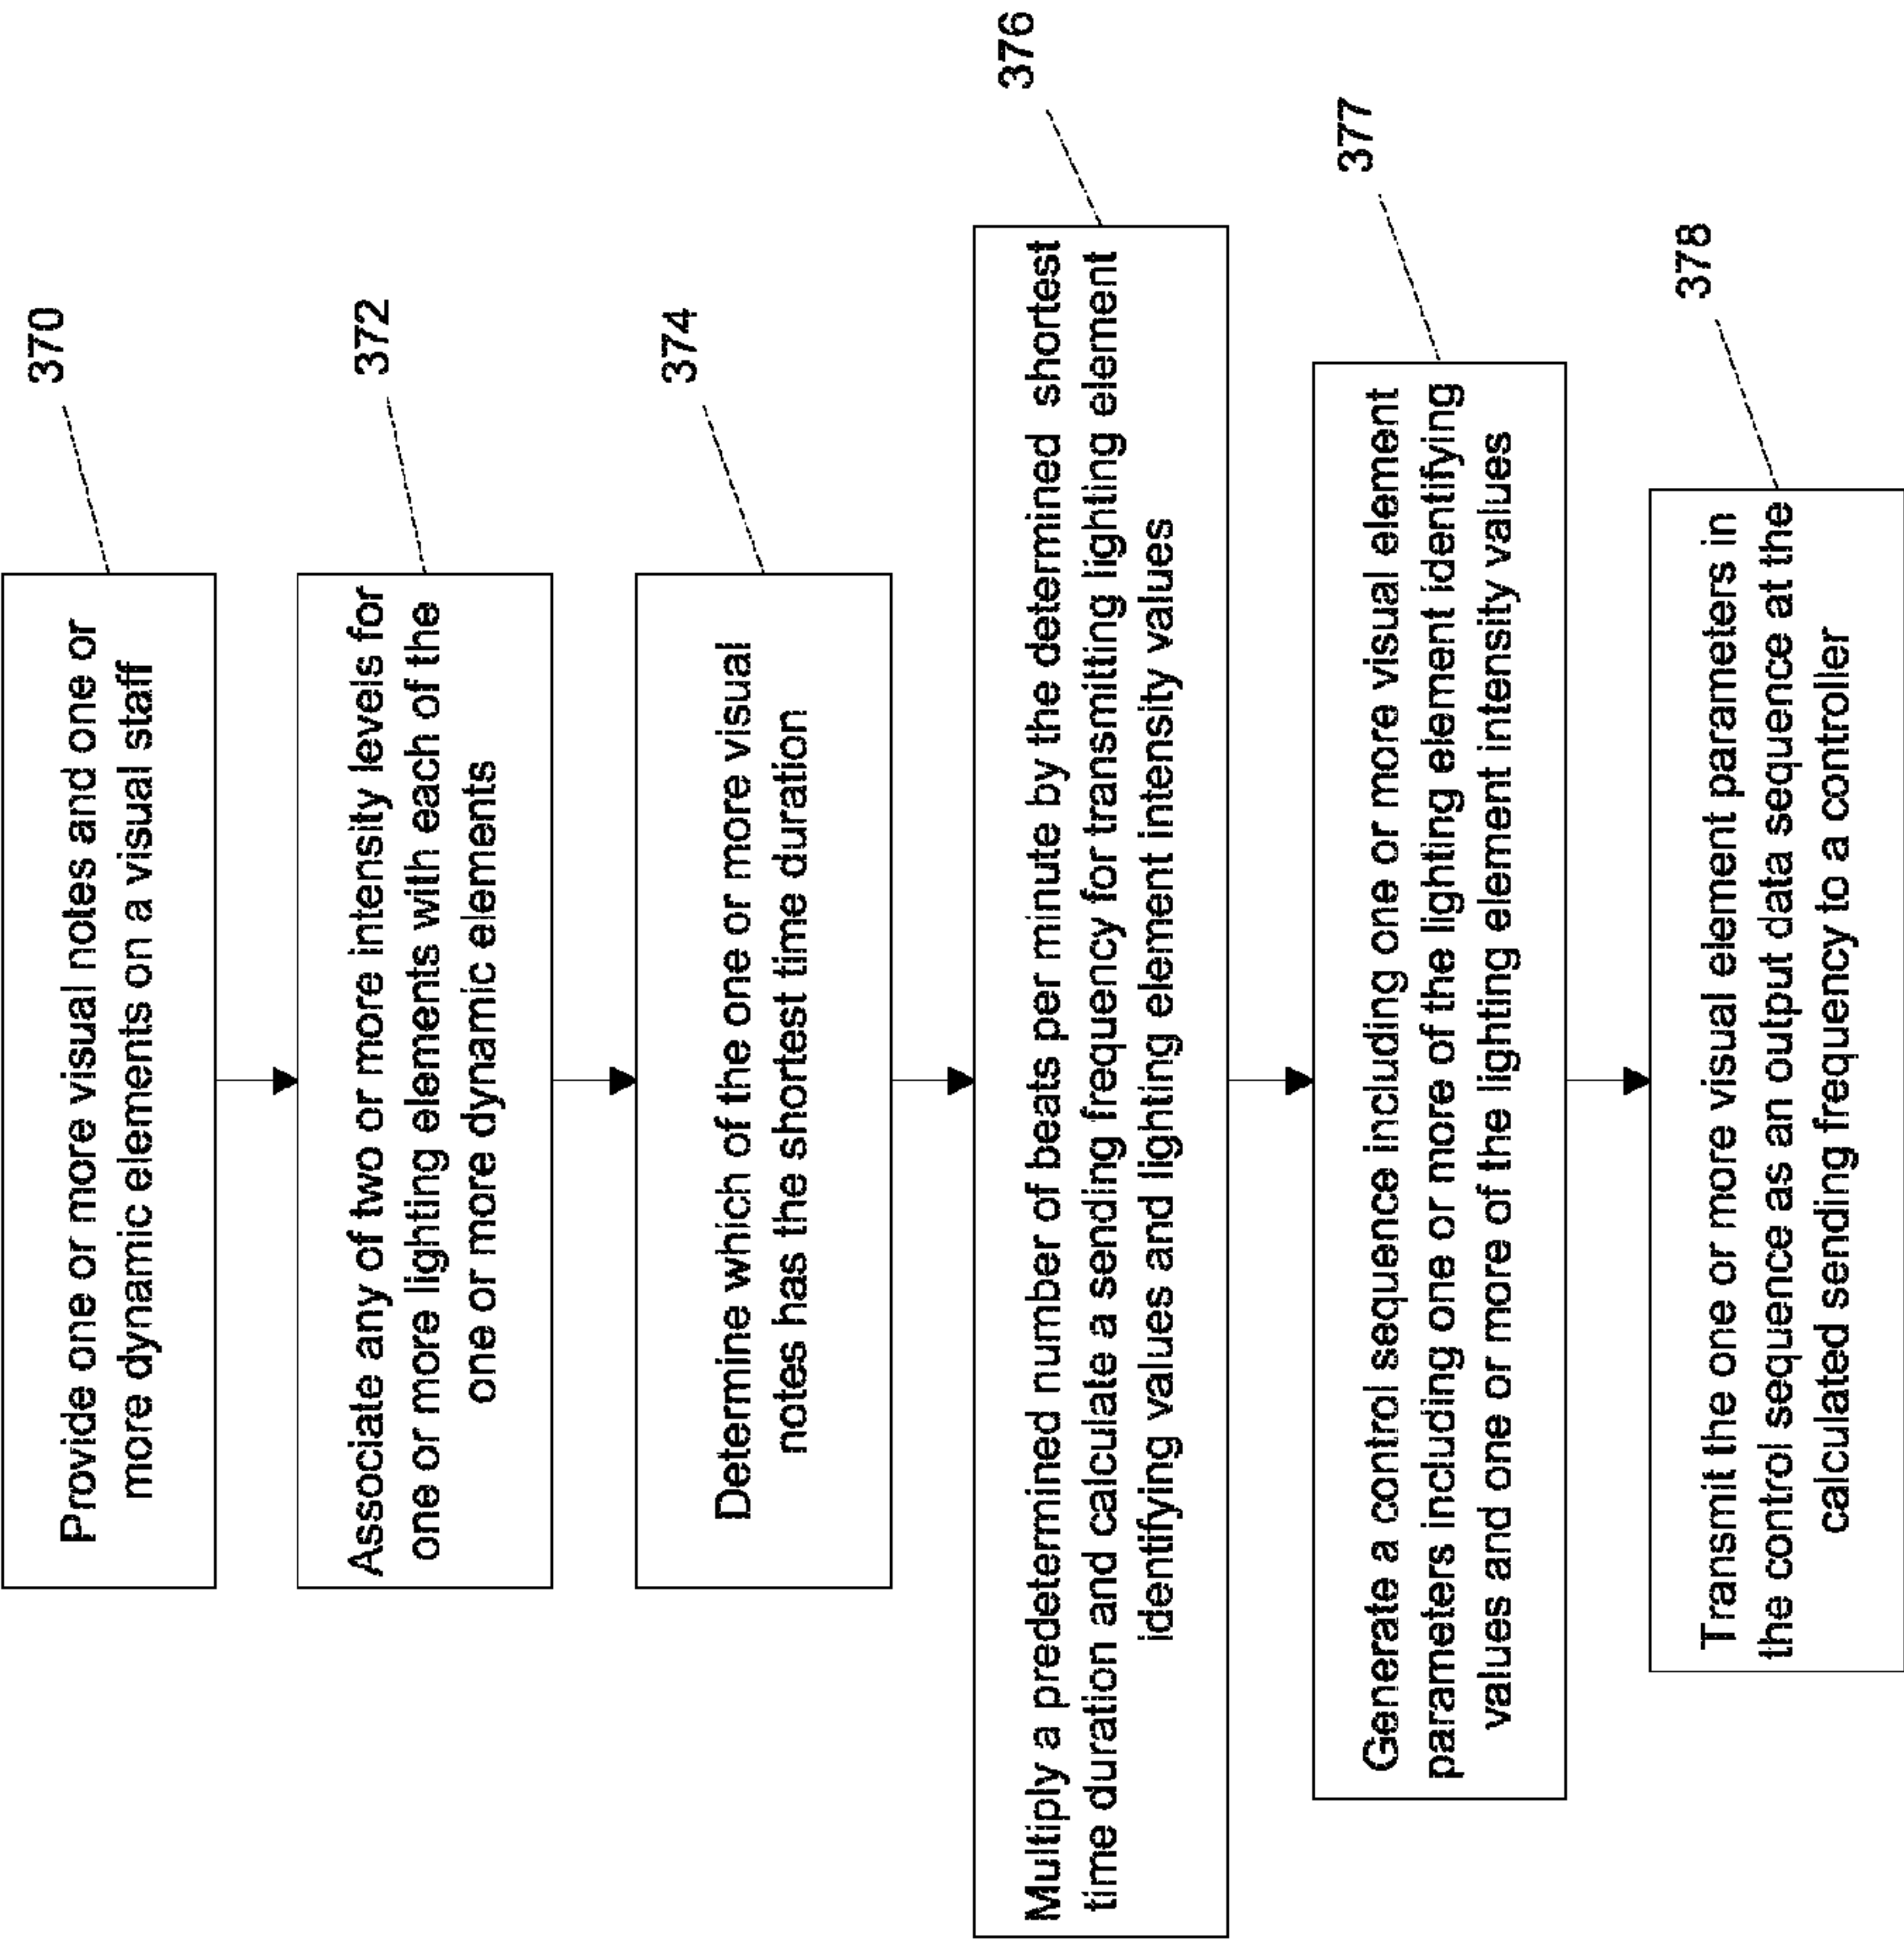 370
Provide one or more visual notes and one or
more dynamic elements on a visual staff
372
Associate any of two or more intensity levels for
one or more lighting elements with each of the
one or more dynamic elements
374
Determine which of the one or more visual
notes has the shortest time duration
376
Multiply a predetermined number of beats per minute by the determined shortest
time duration and calculate a sending frequency for transmitting lighting element
identifying values and lighting element intensity values
377
Generate a control sequence including one or more visual element
parameters including one or more of the lighting element identifying
values and one or more of the lighting element intensity values
378
Transmit the one or more visual element parameters in
the control sequence as an output data sequence at the
calculated sending frequency to a controller